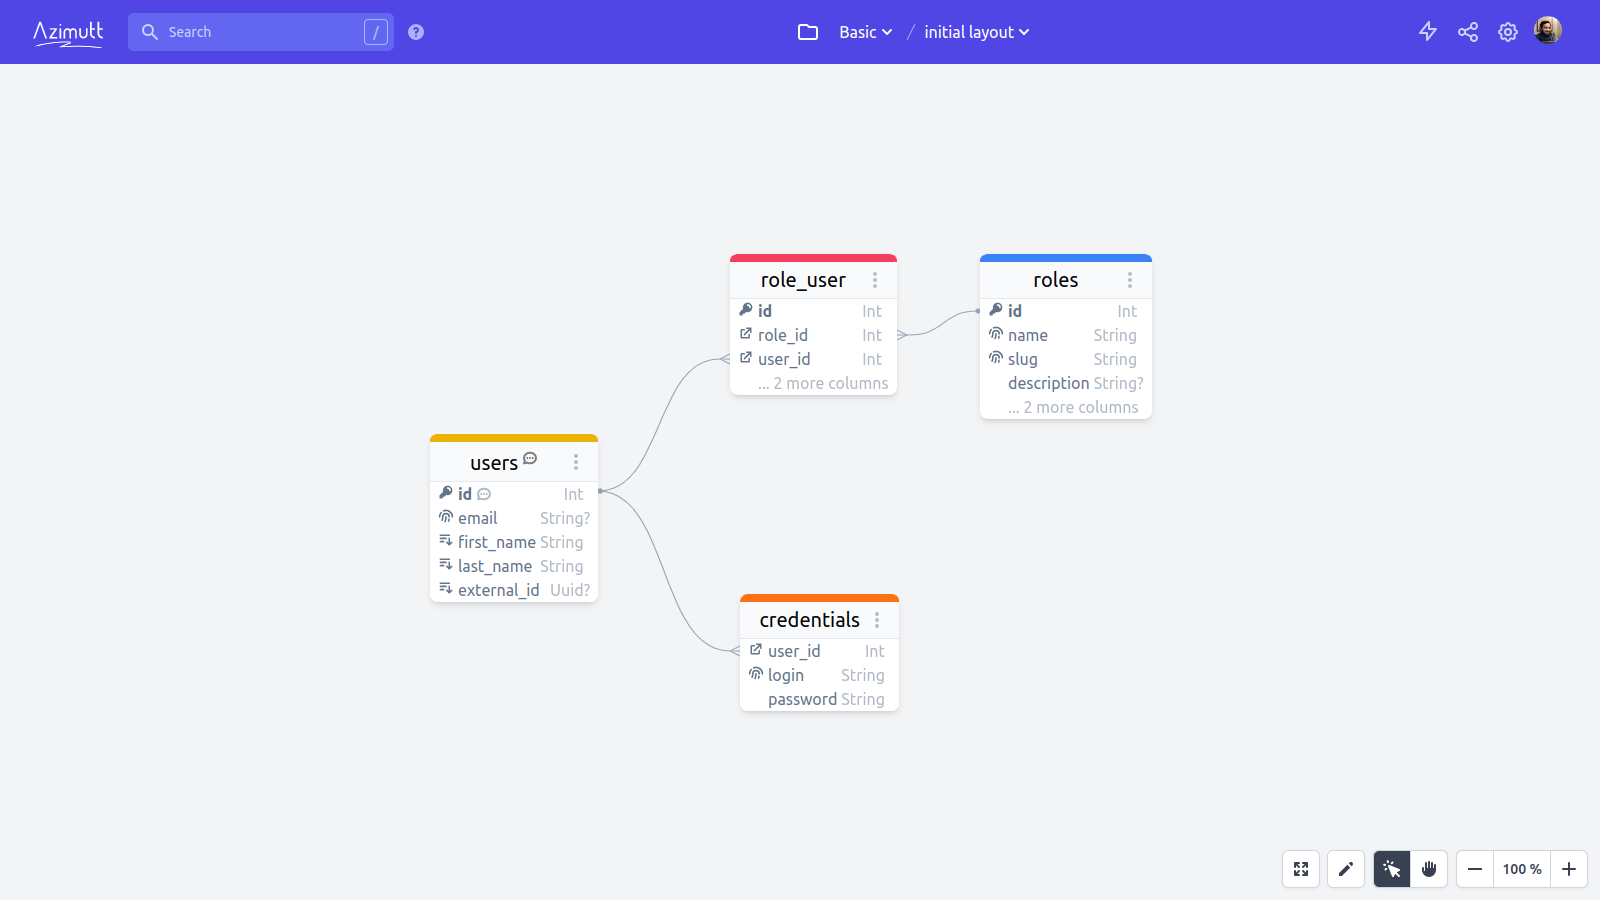 Azimutt
Search
/
?
Basic
/
initial layout
role_user
id Int
role_id Int
user_id Int
... 2 more columns
roles
id Int
name String
slug String
description String?
... 2 more columns
users
id Int
email String?
first_name String
last_name String
external_id Uuid?
credentials
user_id Int
login String
password String
100 %